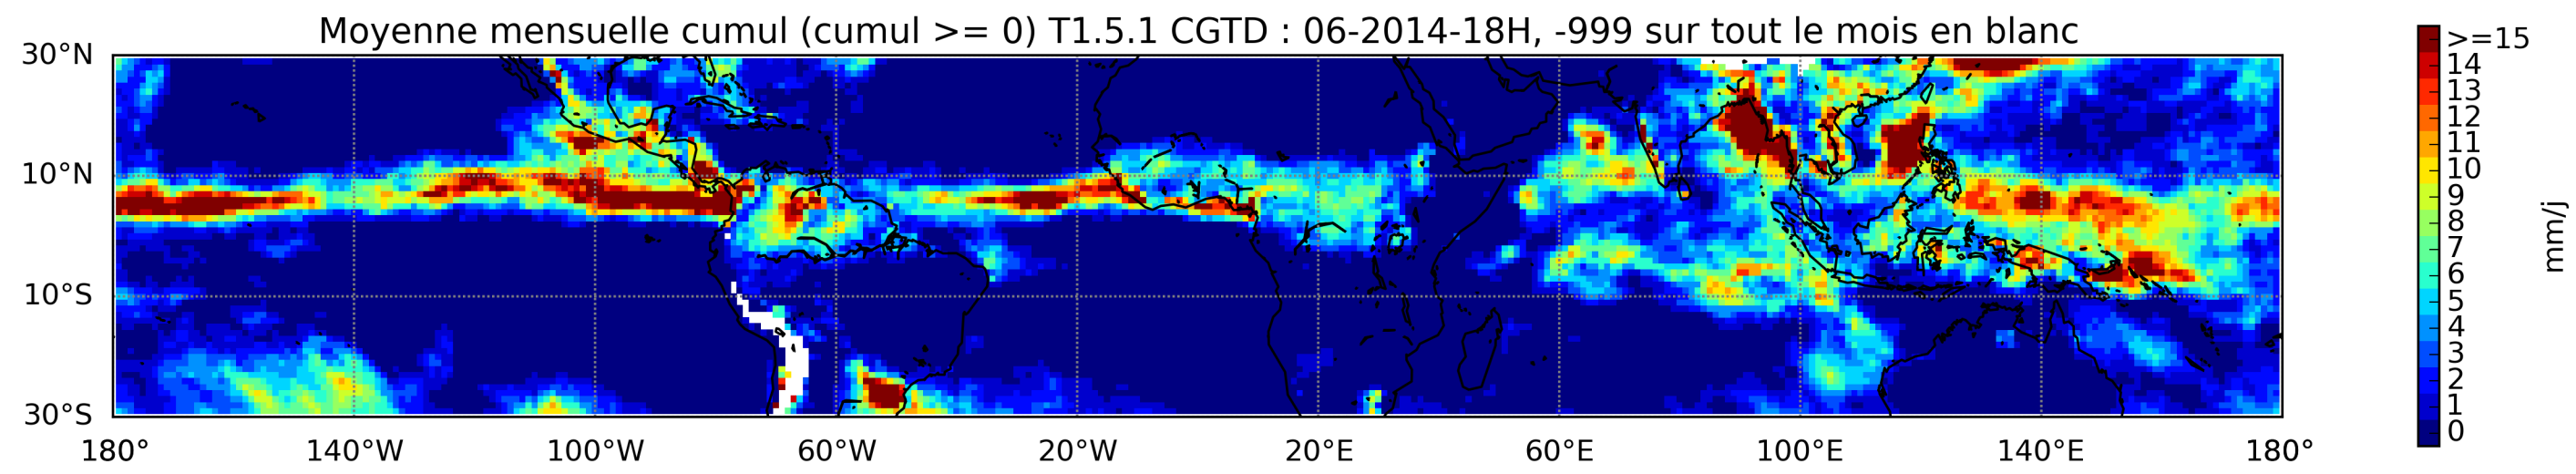 Moyenne mensuelle cumul (cumul >= 0) T1.5.1 CGTD : 06-2014-18H, -999 sur tout le mois en blanc
30°N
10°N
10°S
30°S
180° 140°W 100°W 60°W 20°W 20°E 60°E 100°E 140°E 180°
>=15
14
13
12
11
10
9
8
7
6
5
4
3
2
1
0
mm/j